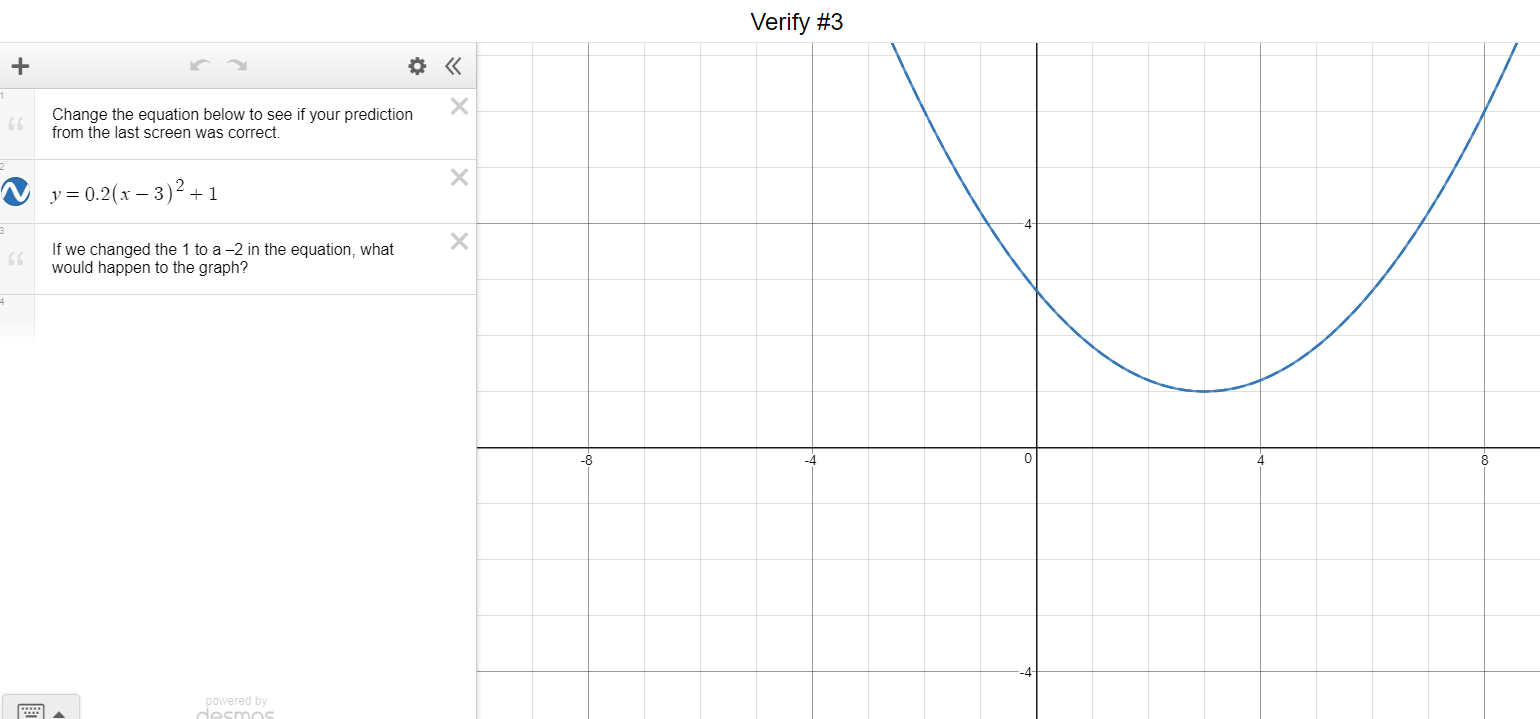 Verify #3
1
Change the equation below to see if your prediction
from the last screen was correct.
2
y = 0.2(x − 3)² + 1
3
If we changed the 1 to a –2 in the equation, what
would happen to the graph?
4
powered by
desmos
4
-8
-4
0
4
8
-4